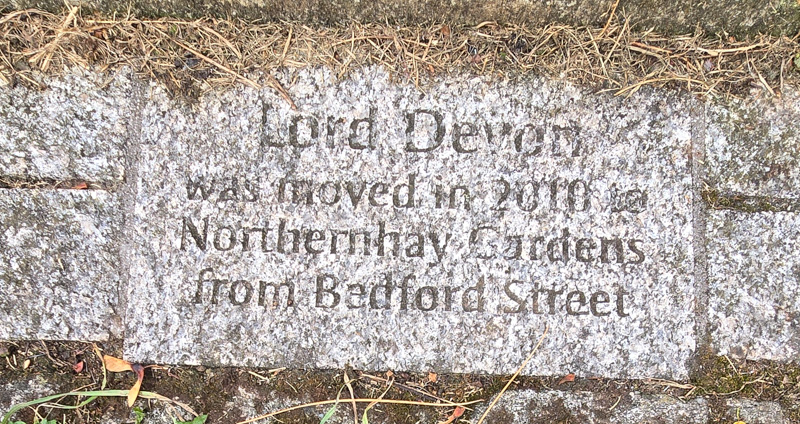 Lord Devon
was moved in 2010 to
Northernhay Gardens
from Bedford Street